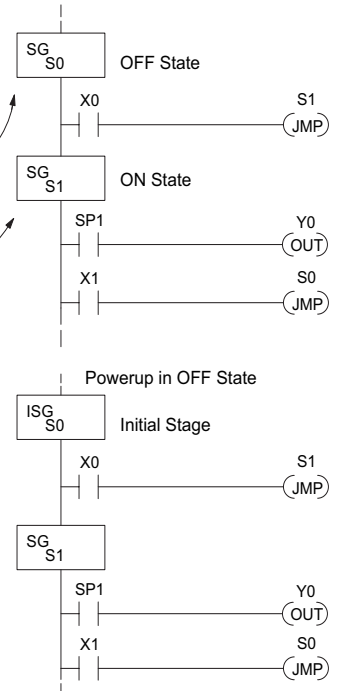 SG
S0
OFF State
X0 S1
JMP
SG
S1
ON State
SP1 Y0
OUT
X1 S0
JMP
Powerup in OFF State
ISG
S0
Initial Stage
X0 S1
JMP
SG
S1
SP1 Y0
OUT
X1 S0
JMP